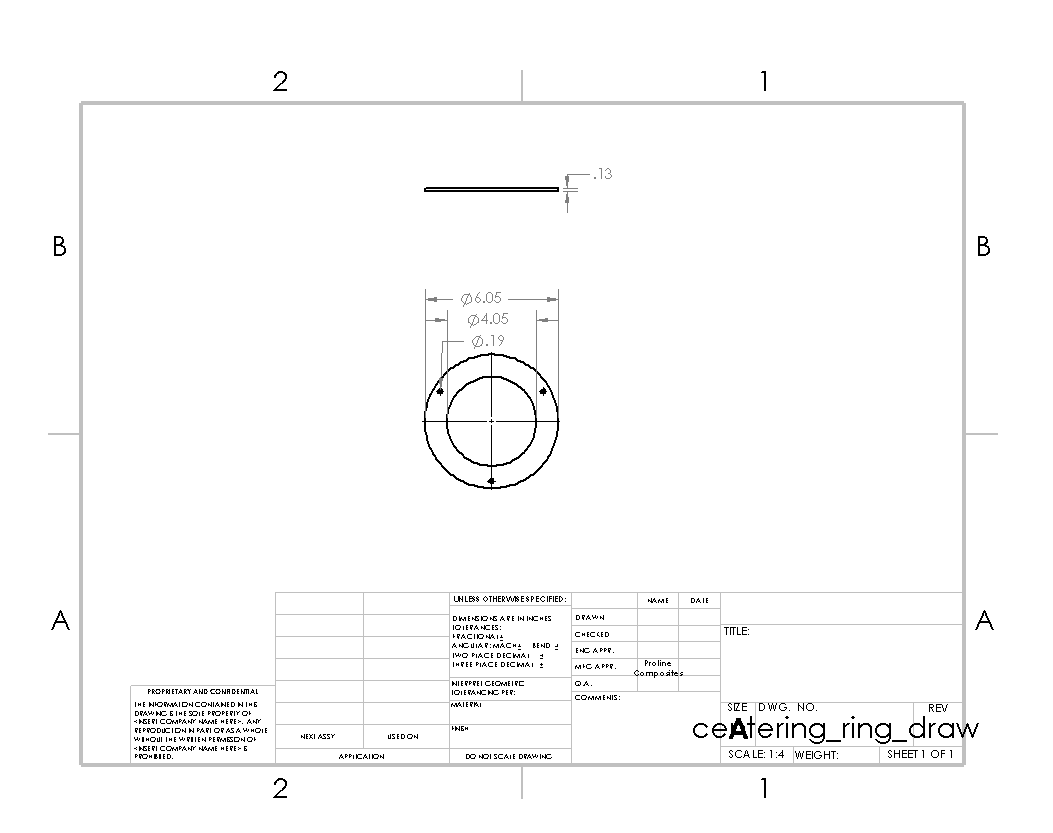 2
1
.13
B
B
⌀6.05
⌀4.05
⌀.19
A
A
UNLESS OTHERWISE SPECIFIED:
DIMENSIONS ARE IN INCHES
TOLERANCES:
FRACTIONAL±
ANGULAR: MACH± BEND ±
TWO PLACE DECIMAL ±
THREE PLACE DECIMAL ±
INTERPRET GEOMETRIC
TOLERANCING PER:
MATERIAL
FINISH
DO NOT SCALE DRAWING
NAME
DATE
DRAWN
CHECKED
ENG APPR.
MFG APPR.
Proline
Composites
Q.A.
COMMENTS:
TITLE:
SIZE
DWG. NO.
REV
A
centering_ring_draw
SCALE: 1:4
WEIGHT:
SHEET 1 OF 1
PROPRIETARY AND CONFIDENTIAL
THE INFORMATION CONTAINED IN THIS
DRAWING IS THE SOLE PROPERTY OF
<INSERT COMPANY NAME HERE>. ANY
REPRODUCTION IN PART OR AS A WHOLE
WITHOUT THE WRITTEN PERMISSION OF
<INSERT COMPANY NAME HERE> IS
PROHIBITED.
NEXT ASSY
USED ON
APPLICATION
2
1